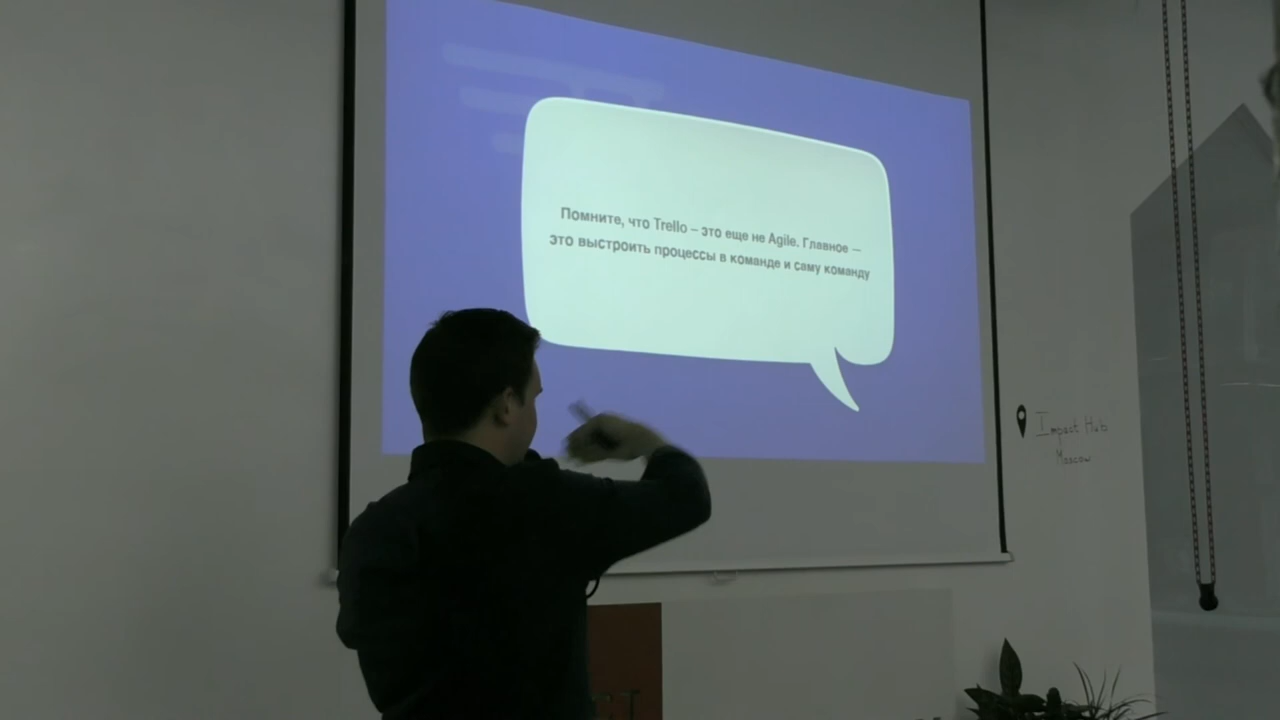 Помните, что Trello – это еще не Agile. Главное —
это выстроить процессы в команде и саму команду
Impact Hub
Moscow